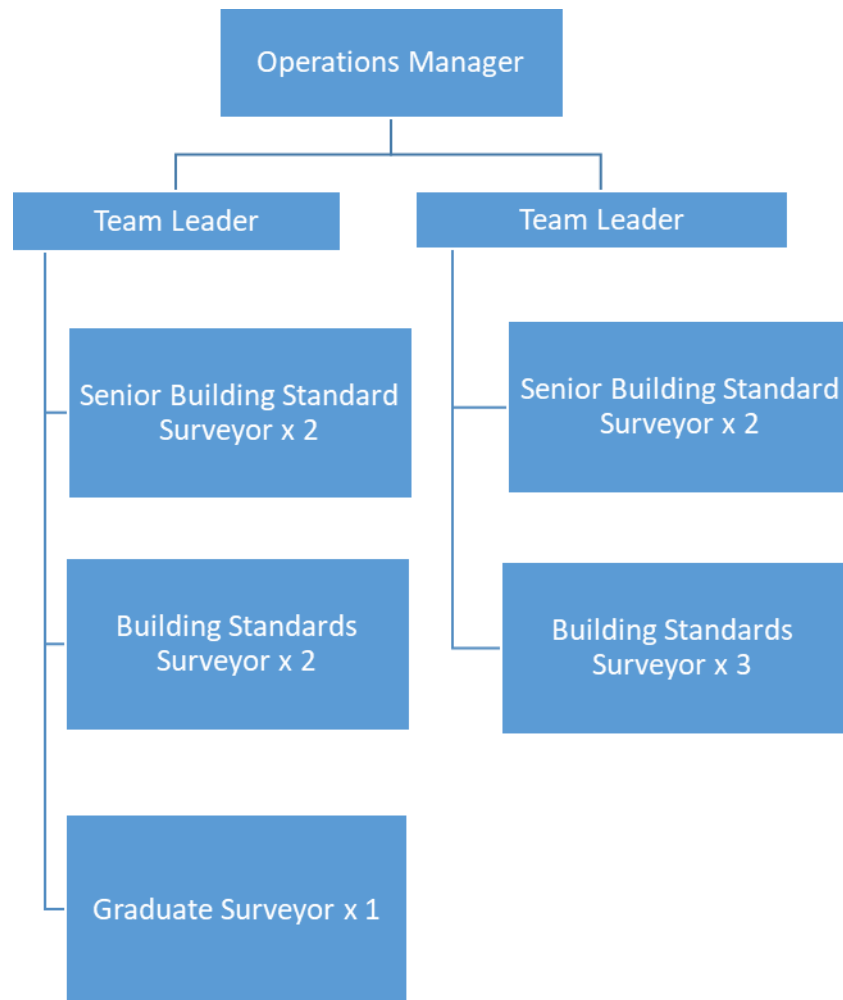 Operations Manager
Team Leader
Senior Building Standard
Surveyor x 2
Building Standards
Surveyor x 2
Graduate Surveyor x 1
Team Leader
Senior Building Standard
Surveyor x 2
Building Standards
Surveyor x 3